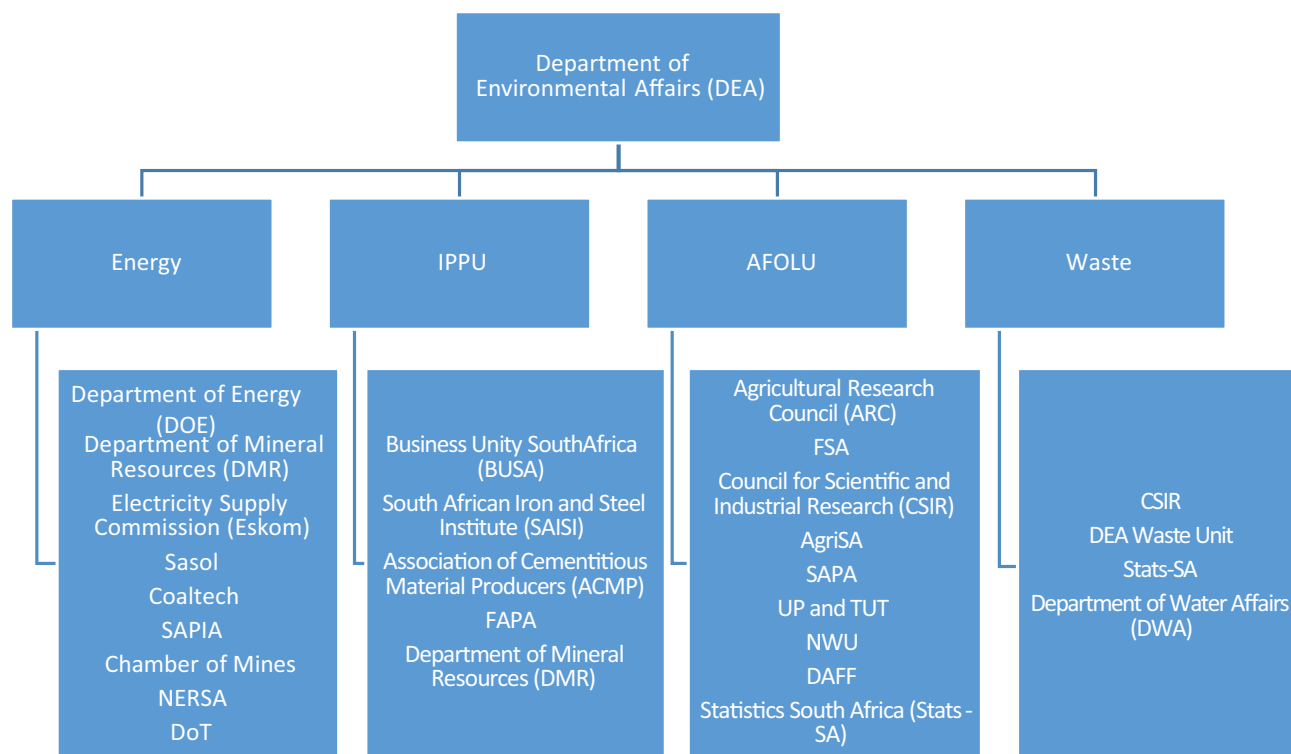 Department of
Environmental Affairs (DEA)
Energy
IPPU
AFOLU
Waste
Department of Energy
(DOE)
Department of Mineral
Resources (DMR)
Electricity Supply
Commission (Eskom)
Sasol
Coaltech
SAPIA
Chamber of Mines
NERSA
DoT
Business Unity SouthAfrica
(BUSA)
South African Iron and Steel
Institute (SAISI)
Association of Cementitious
Material Producers (ACMP)
FAPA
Department of Mineral
Resources (DMR)
Agricultural Research
Council (ARC)
FSA
Council for Scientific and
Industrial Research (CSIR)
AgriSA
SAPA
UP and TUT
NWU
DAFF
Statistics South Africa (Stats -
SA)
CSIR
DEA Waste Unit
Stats-SA
Department of Water Affairs
(DWA)